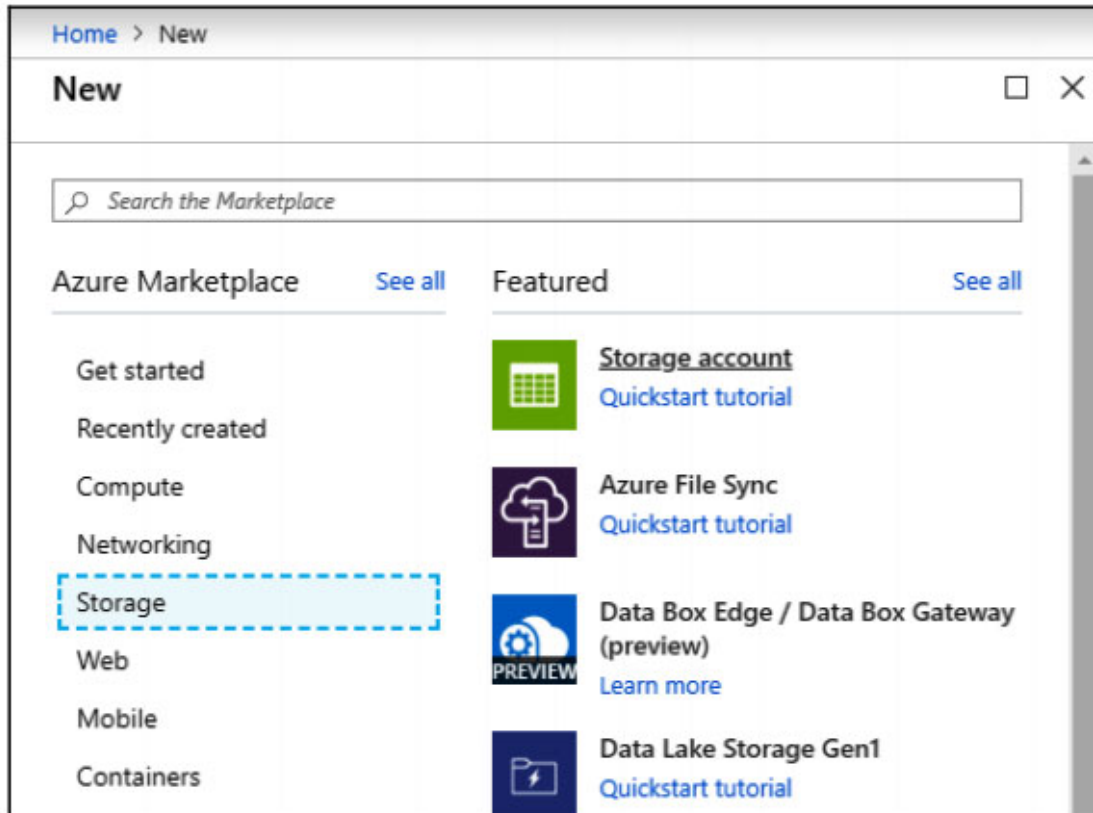 Home > New
New
Search the Marketplace
Azure Marketplace See all
Get started
Recently created
Compute
Networking
Storage
Web
Mobile
Containers
Featured See all
Storage account
Quickstart tutorial
Azure File Sync
Quickstart tutorial
PREVIEW
Data Box Edge / Data Box Gateway
(preview)
Learn more
Data Lake Storage Gen1
Quickstart tutorial